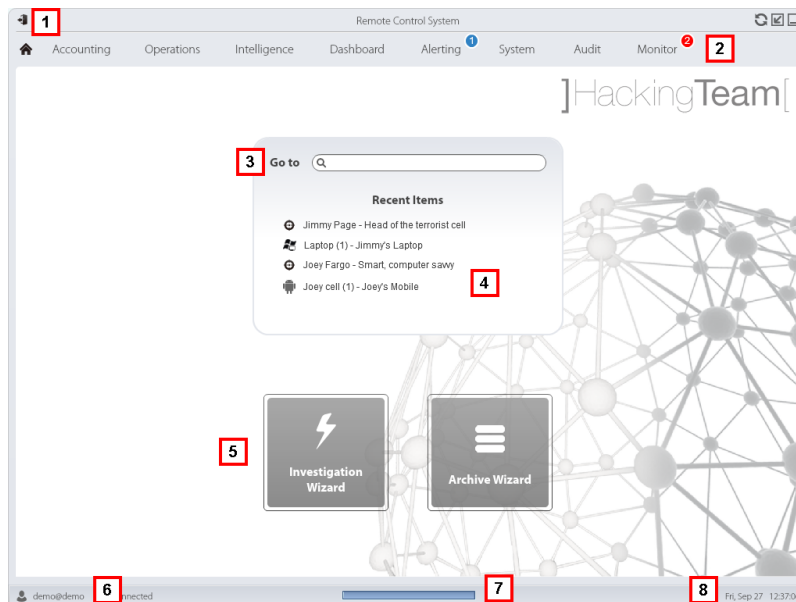 1
Remote Control System
Accounting Operations Intelligence Dashboard Alerting 1 System Audit Monitor 2 2
]HackingTeam[
3 Go to
Recent Items
Jimmy Page - Head of the terrorist cell
Laptop (1) - Jimmy's Laptop
Joey Fargo - Smart, computer savvy
Joey cell (1) - Joey's Mobile
4
5
Investigation
Wizard
Archive Wizard
demo@demo 6 nnected 7 8 Fri, Sep 27 12:37:0